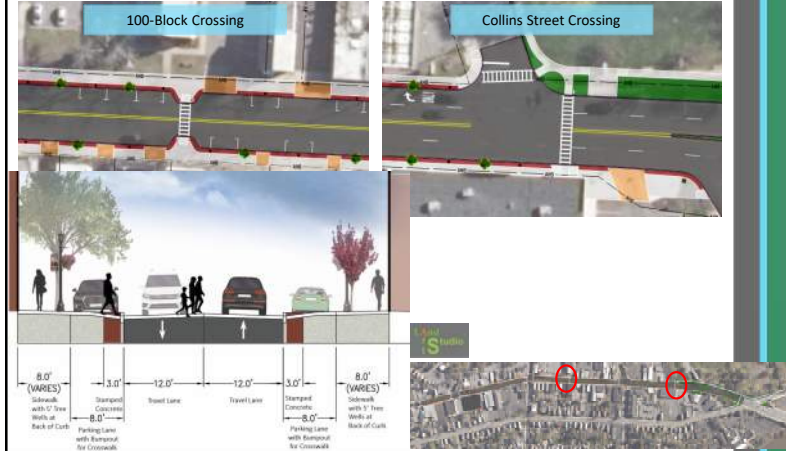 100-Block Crossing
Collins Street Crossing
Studio
8.0'
(VARIES)
Sidewalk
with 5' Tree
Wells at
Back of Curb
3.0'
Stamped
Concrete
8.0'
Parking Lane
with Bumpout
for Crosswalk
12.0'
Travel Lane
12.0'
Travel Lane
3.0'
Stamped
Concrete
8.0'
Parking Lane
with Bumpout
for Crosswalk
8.0'
(VARIES)
Sidewalk
with 5' Tree
Wells at
Back of Curb